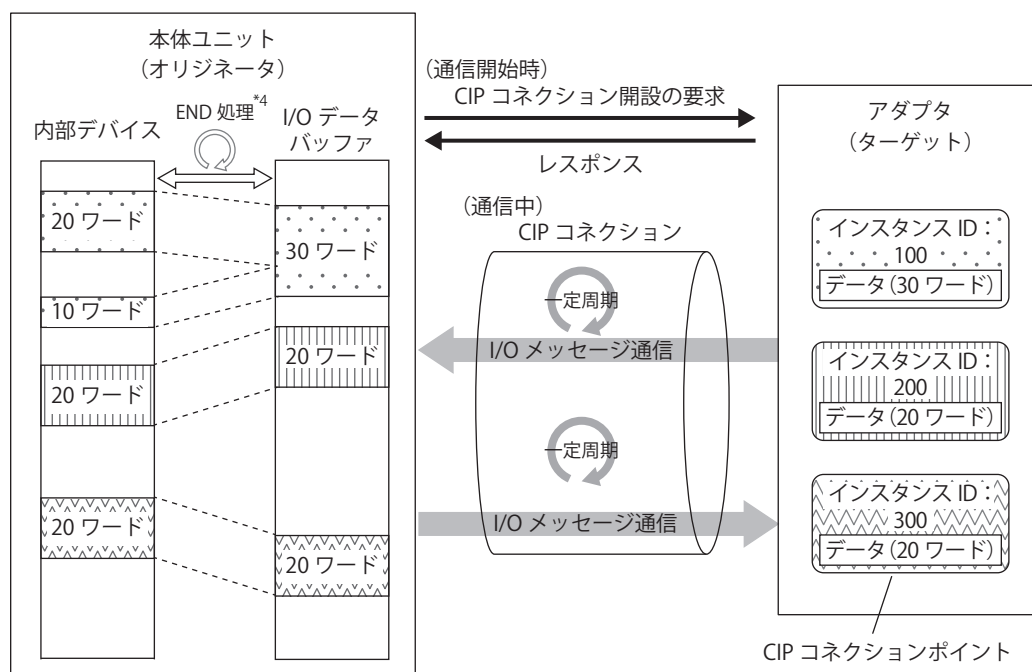 本体ユニット
（オリジネータ）
END 処理*4
内部デバイス
I/O データ
バッファ
20 ワード
10 ワード
20 ワード
20 ワード
30 ワード
20 ワード
20 ワード
（通信開始時）
CIP コネクション開設の要求
レスポンス
（通信中）
CIP コネクション
一定周期
I/O メッセージ通信
一定周期
I/O メッセージ通信
アダプタ
（ターゲット）
インスタンス ID：
100
データ（30 ワード）
インスタンス ID：
200
データ（20 ワード）
インスタンス ID：
300
データ（20 ワード）
CIP コネクションポイント